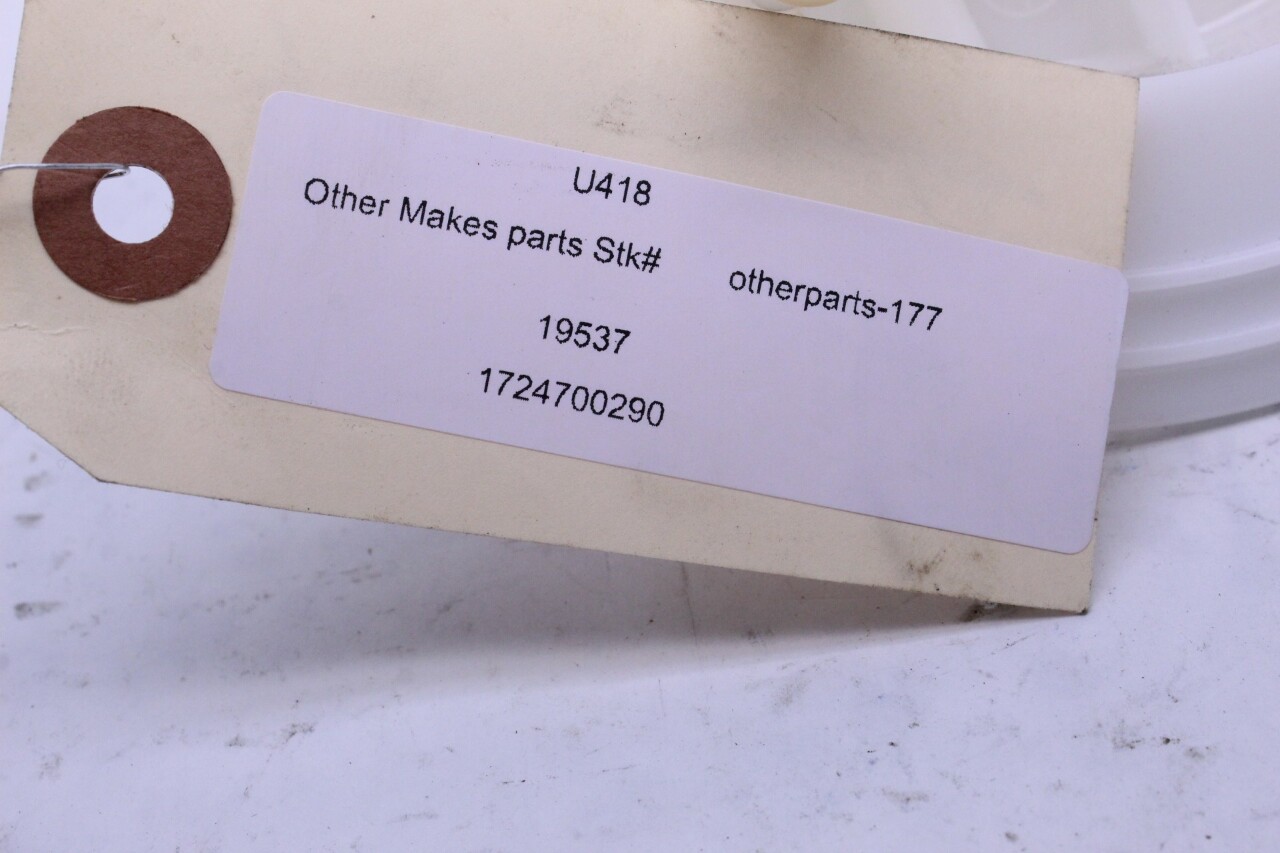 U418
Other Makes parts Stk# otherparts-177
19537
1724700290